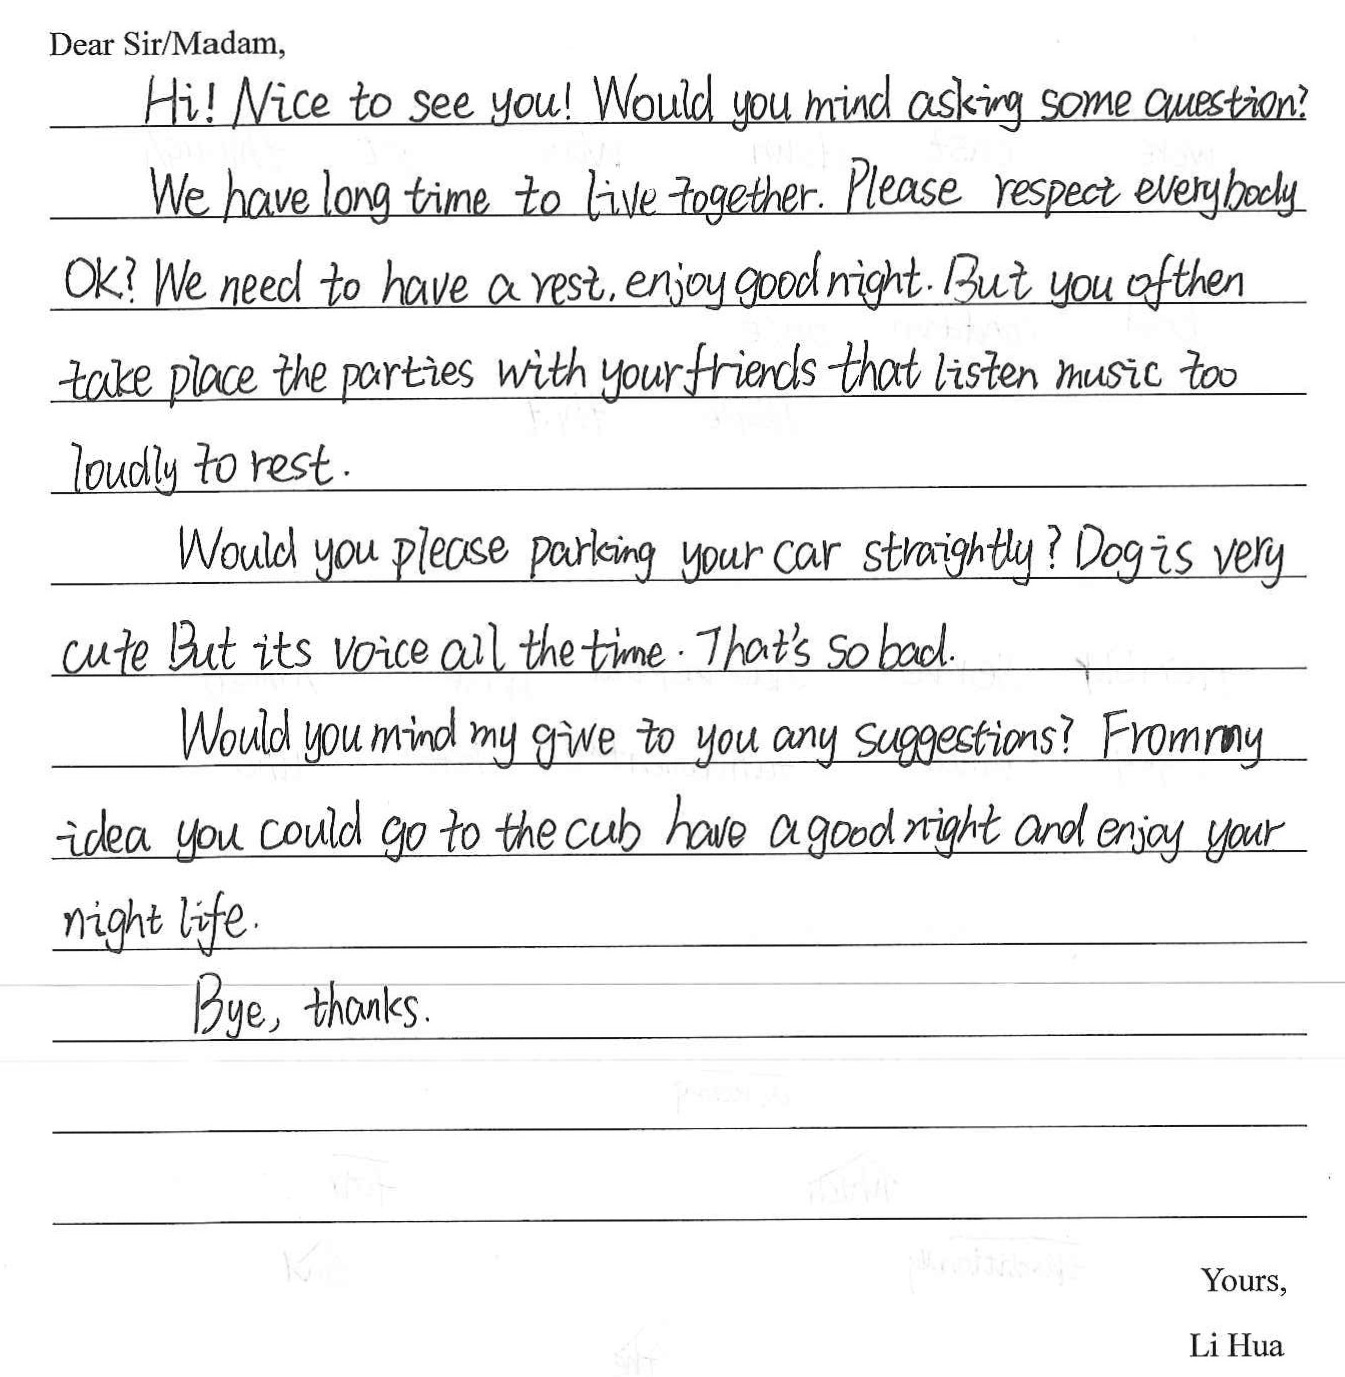 Dear Sir/Madam,
Hi! Nice to see you! Would you mind asking some question?
We have long time to live together. Please respect everybody
OK? We need to have a rest, enjoy good night. But you ofthen
take place the parties with your friends that listen music too
loudly to rest.
Would you please parking your car straightly? Dog is very
cute But its voice all the time. That's so bad.
Would you mind my give to you any suggestions? From my
idea you could go to the cub have a good night and enjoy your
night life.
Bye, thanks.
Yours,
Li Hua